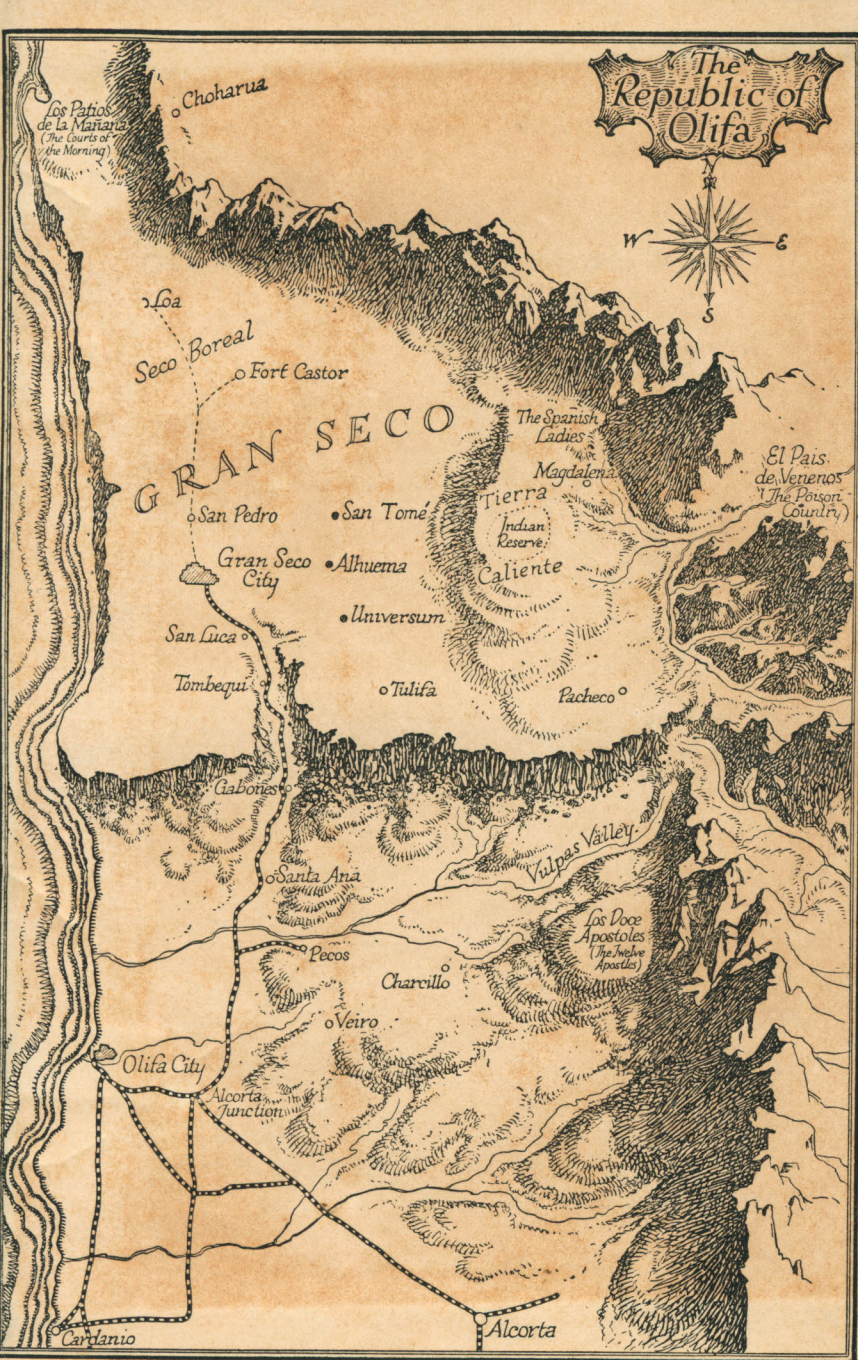 The
Republic of
Olifa
N
W
E
S
Choharua
Los Patios
de la Mañana
(The Courts of
the Morning)
Loa
Seco Boreal
Fort Castor
GRAN SECO
The Spanish
Ladies
Magdalena
El Pais
de Venenos
(The Poison
Country)
Tierra
Caliente
Indian
Reserve
San Pedro
San Tomé
Gran Seco
City
Alhuema
Universum
San Luca
Tombequi
Tulifa
Pacheco
Gabones
Vulpas Valley.
Santa Ana
Los Doce
Apostoles
(The Twelve
Apostles)
Pecos
Charcillo
Veiro
Olifa City
Alcorta
Junction
Cardanio
Alcorta